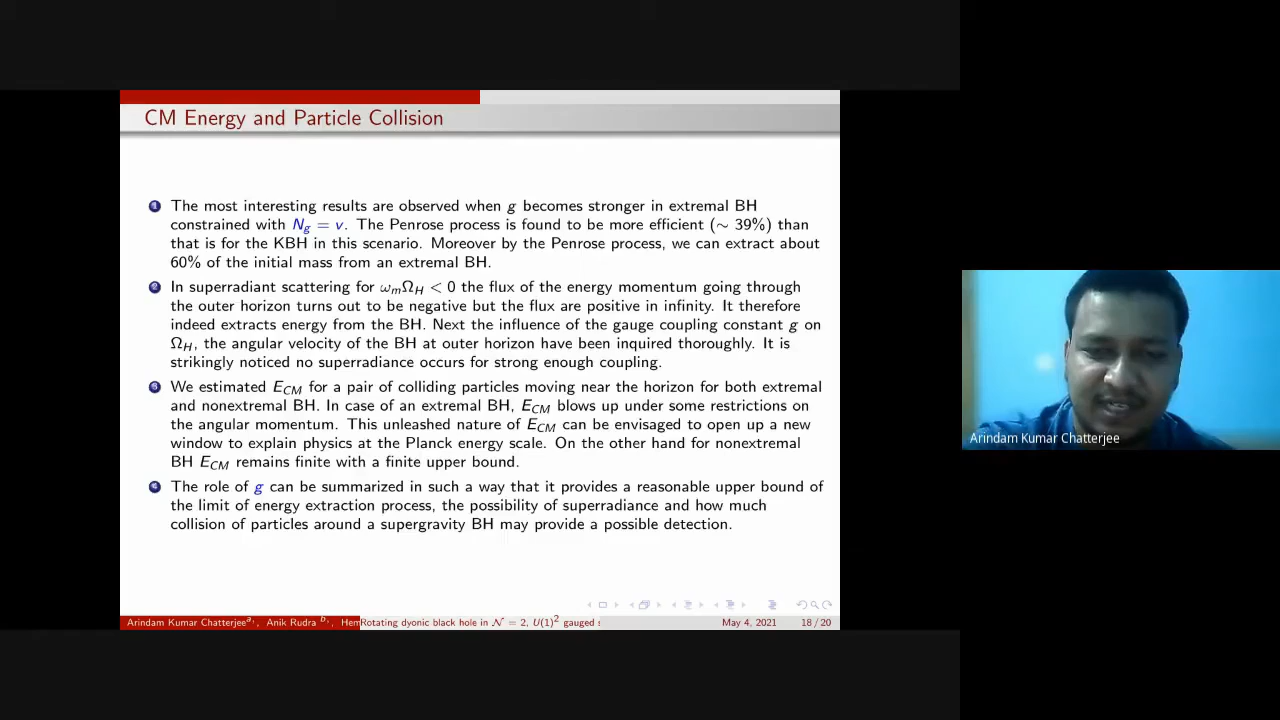 CM Energy and Particle Collision
1 The most interesting results are observed when g becomes stronger in extremal BH
constrained with N_g = v. The Penrose process is found to be more efficient (∼ 39%) than
that is for the KBH in this scenario. Moreover by the Penrose process, we can extract about
60% of the initial mass from an extremal BH.
2 In superradiant scattering for ω_mΩ_H < 0 the flux of the energy momentum going through
the outer horizon turns out to be negative but the flux are positive in infinity. It therefore
indeed extracts energy from the BH. Next the influence of the gauge coupling constant g on
Ω_H, the angular velocity of the BH at outer horizon have been inquired thoroughly. It is
strikingly noticed no superradiance occurs for strong enough coupling.
3 We estimated E_CM for a pair of colliding particles moving near the horizon for both extremal
and nonextremal BH. In case of an extremal BH, E_CM blows up under some restrictions on
the angular momentum. This unleashed nature of E_CM can be envisaged to open up a new
window to explain physics at the Planck energy scale. On the other hand for nonextremal
BH E_CM remains finite with a finite upper bound.
4 The role of g can be summarized in such a way that it provides a reasonable upper bound of
the limit of energy extraction process, the possibility of superradiance and how much
collision of particles around a supergravity BH may provide a possible detection.
Arindam Kumar Chatterjee^a, , Anik Rudra ^b, , Hem Rotating dyonic black hole in N = 2, U(1)^2 gauged s May 4, 2021 18 / 20
Arindam Kumar Chatterjee